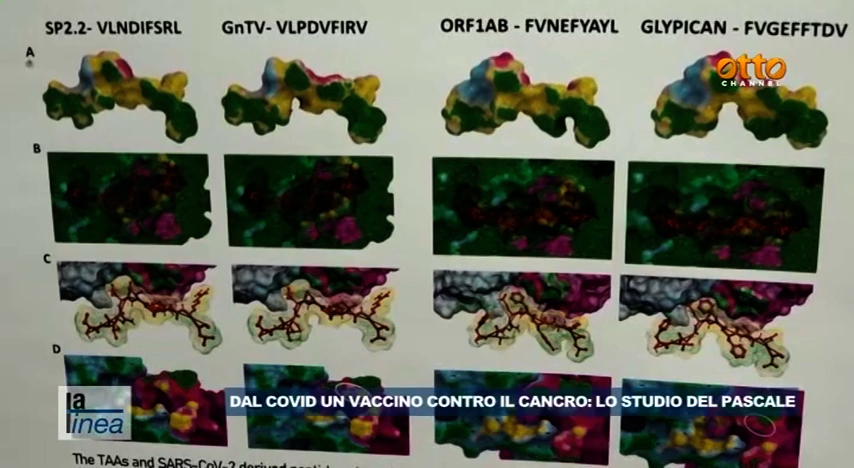 SP2.2- VLNDIFSRL GnTV- VLPDVFIRV ORF1AB - FVNEFYAYL GLYPICAN - FVGEFFTDV
A
otto
CHANNEL
B
C
D
la
linea
DAL COVID UN VACCINO CONTRO IL CANCRO: LO STUDIO DEL PASCALE
The TAAs and SARS-CoV-2 derived